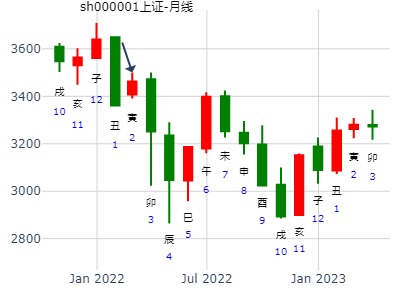 sh000001上证-月线
3600
3400
3200
3000
2800
戌
10
亥
11
子
12
丑
1
寅
2
卯
3
辰
4
巳
5
午
6
未
7
申
8
酉
9
戌
10
亥
11
子
12
丑
1
寅
2
卯
3
Jan 2022
Jul 2022
Jan 2023